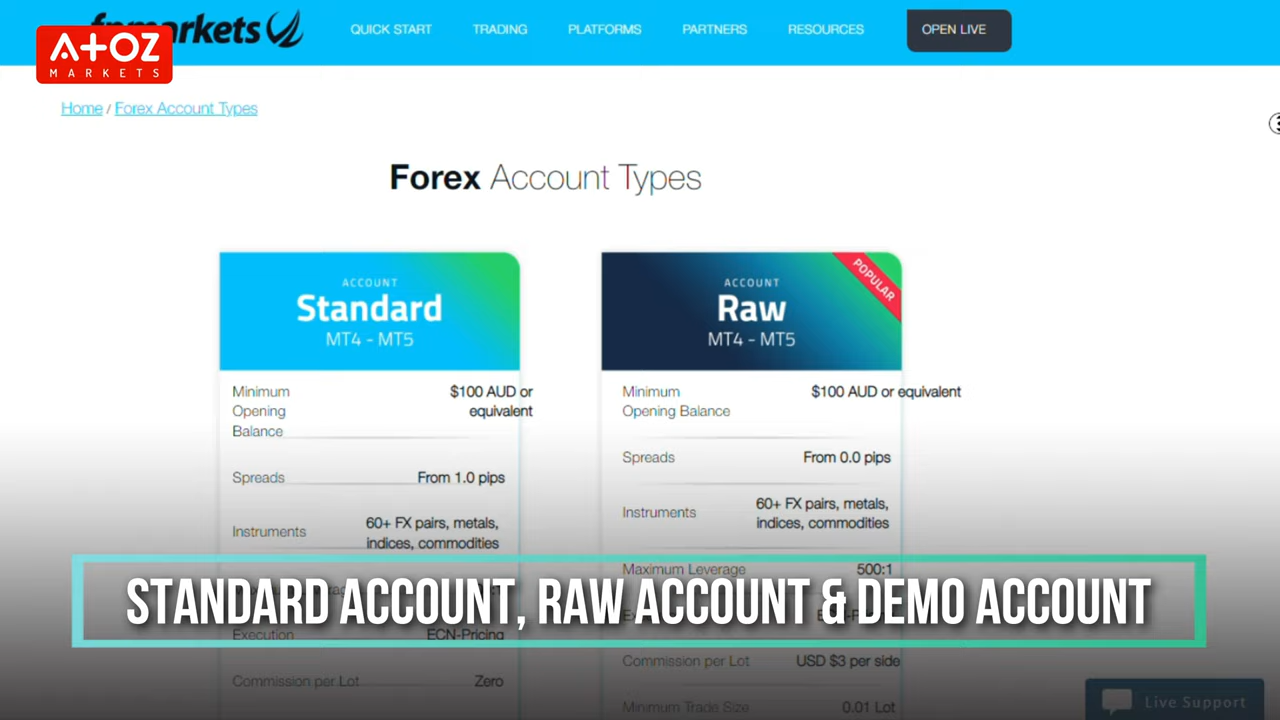 fpmarkets
A+OZ
MARKETS
QUICK START
TRADING
PLATFORMS
PARTNERS
RESOURCES
OPEN LIVE
Home / Forex Account Types
Forex Account Types
ACCOUNT
Standard
MT4 - MT5
Minimum
Opening
Balance
$100 AUD or
equivalent
Spreads
From 1.0 pips
Instruments
60+ FX pairs, metals,
indices, commodities
Execution
ECN-Pricing
Commission per Lot
Zero
ACCOUNT
Raw
MT4 - MT5
POPULAR
Minimum
Opening Balance
$100 AUD or equivalent
Spreads
From 0.0 pips
Instruments
60+ FX pairs, metals,
indices, commodities
Maximum Leverage
500:1
Commission per Lot
USD $3 per side
Minimum Trade Size
0.01 Lot
STANDARD ACCOUNT, RAW ACCOUNT & DEMO ACCOUNT
Live Support